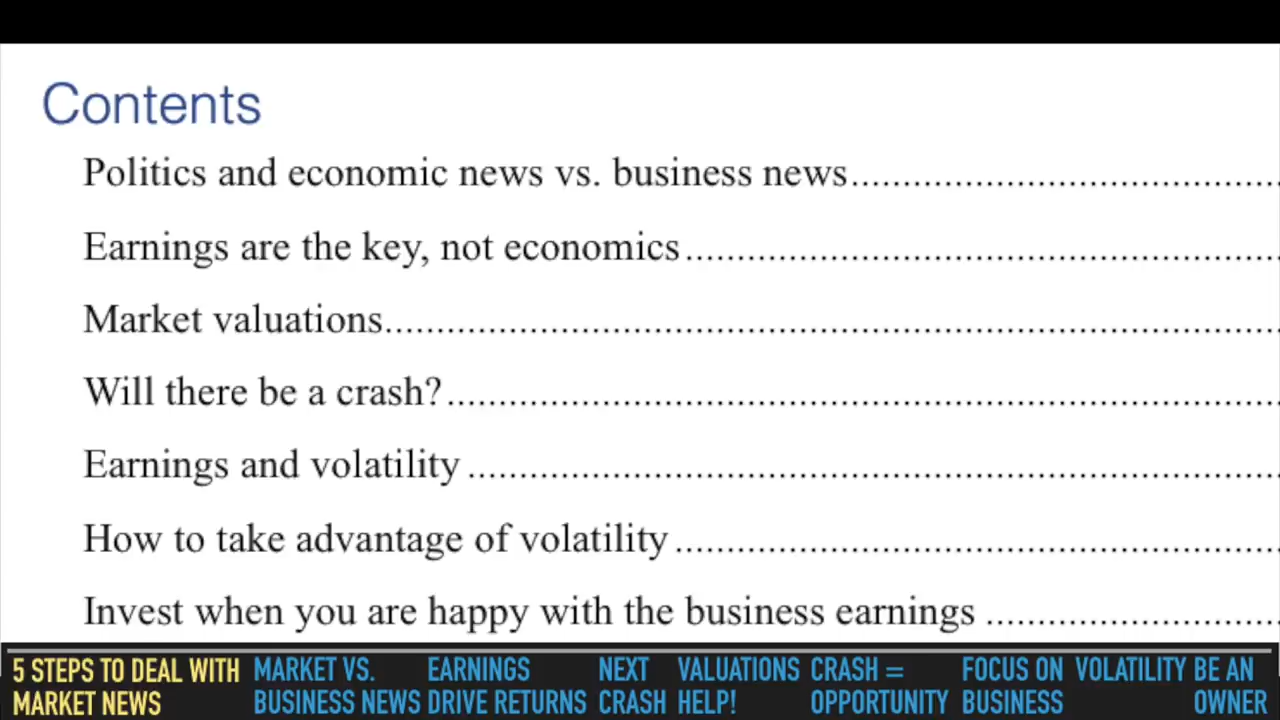 Contents
Politics and economic news vs. business news................................
Earnings are the key, not economics..............................................
Market valuations.....................................................................
Will there be a crash?................................................................
Earnings and volatility...............................................................
How to take advantage of volatility...............................................
Invest when you are happy with the business earnings.......................
5 STEPS TO DEAL WITH MARKET VS. EARNINGS NEXT VALUATIONS CRASH = FOCUS ON VOLATILITY BE AN
MARKET NEWS BUSINESS NEWS DRIVE RETURNS CRASH HELP! OPPORTUNITY BUSINESS OWNER